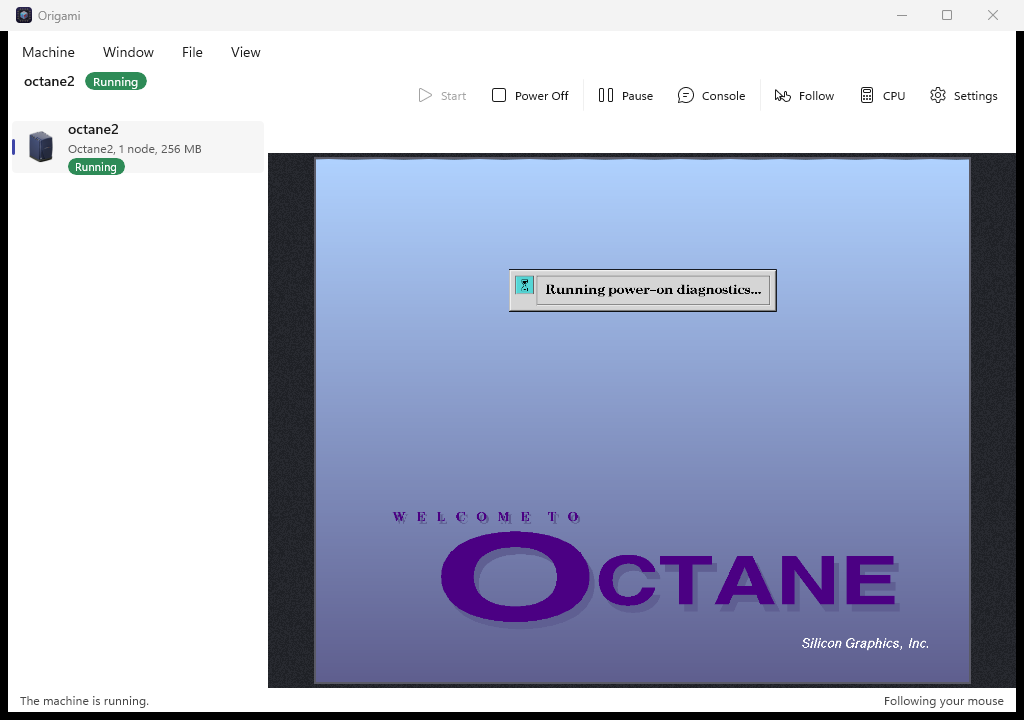 Origami
Machine Window File View
octane2 Running
Start Power Off Pause Console Follow CPU Settings
octane2
Octane2, 1 node, 256 MB
Running
Running power-on diagnostics...
WELCOME TO
OCTANE
Silicon Graphics, Inc.
The machine is running.
Following your mouse